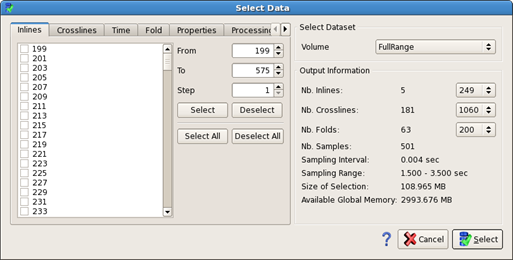 Select Data
Inlines Crosslines Time Fold Properties Processing
199
201
203
205
207
209
211
213
215
217
219
221
223
225
227
229
231
233
From 199
To 575
Step 1
Select Deselect
Select All Deselect All
Select Dataset
Volume FullRange
Output Information
Nb. Inlines: 5 249
Nb. Crosslines: 181 1060
Nb. Folds: 63 200
Nb. Samples: 501
Sampling Interval: 0.004 sec
Sampling Range: 1.500 - 3.500 sec
Size of Selection: 108.965 MB
Available Global Memory: 2993.676 MB
? Cancel Select